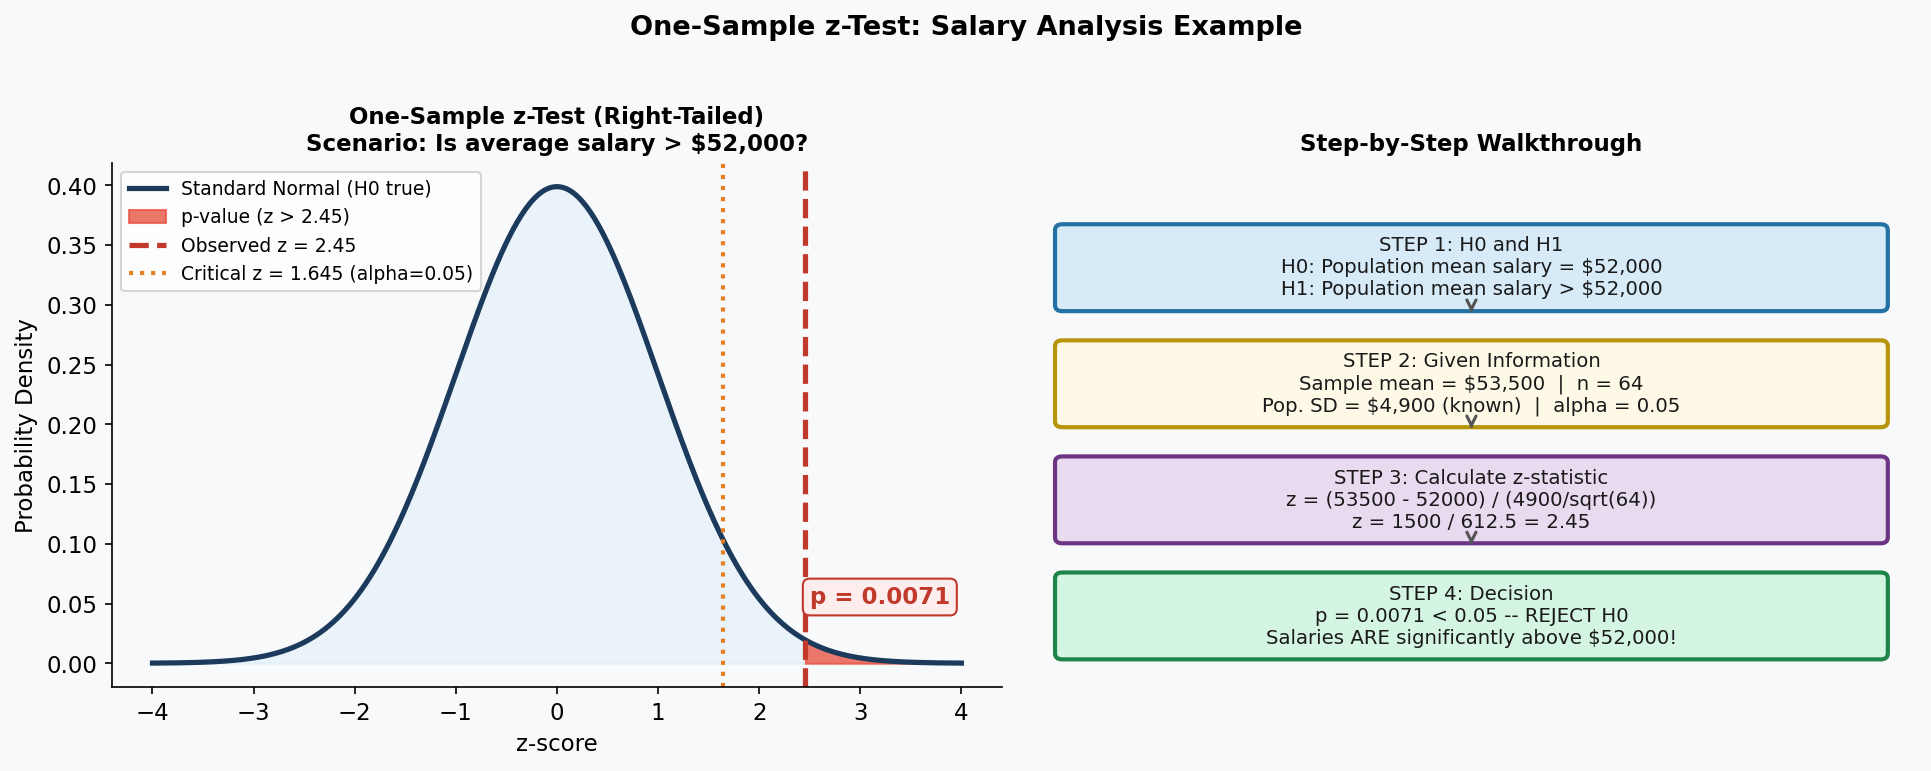 One-Sample z-Test: Salary Analysis Example
One-Sample z-Test (Right-Tailed)
Scenario: Is average salary > $52,000?
Standard Normal (H0 true)
p-value (z > 2.45)
Observed z = 2.45
Critical z = 1.645 (alpha=0.05)
0.40
0.35
0.30
0.25
0.20
0.15
0.10
0.05
0.00
Probability Density
p = 0.0071
−4 −3 −2 −1 0 1 2 3 4
z-score
Step-by-Step Walkthrough
STEP 1: H0 and H1
H0: Population mean salary = $52,000
H1: Population mean salary > $52,000
STEP 2: Given Information
Sample mean = $53,500 | n = 64
Pop. SD = $4,900 (known) | alpha = 0.05
STEP 3: Calculate z-statistic
z = (53500 - 52000) / (4900/sqrt(64))
z = 1500 / 612.5 = 2.45
STEP 4: Decision
p = 0.0071 < 0.05 -- REJECT H0
Salaries ARE significantly above $52,000!